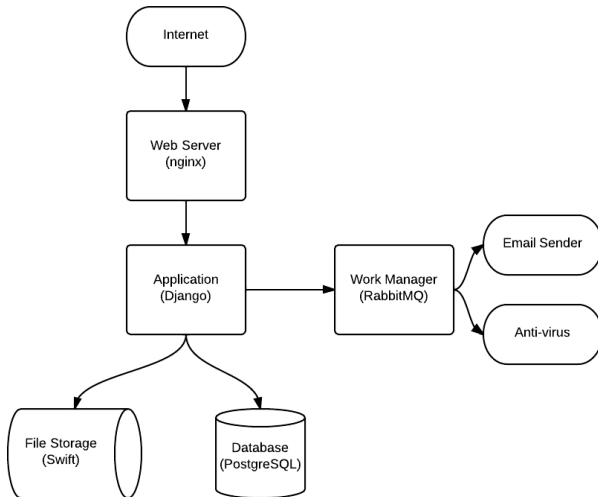 Internet
Web Server
(nginx)
Application
(Django)
Work Manager
(RabbitMQ)
Email Sender
Anti-virus
File Storage
(Swift)
Database
(PostgreSQL)